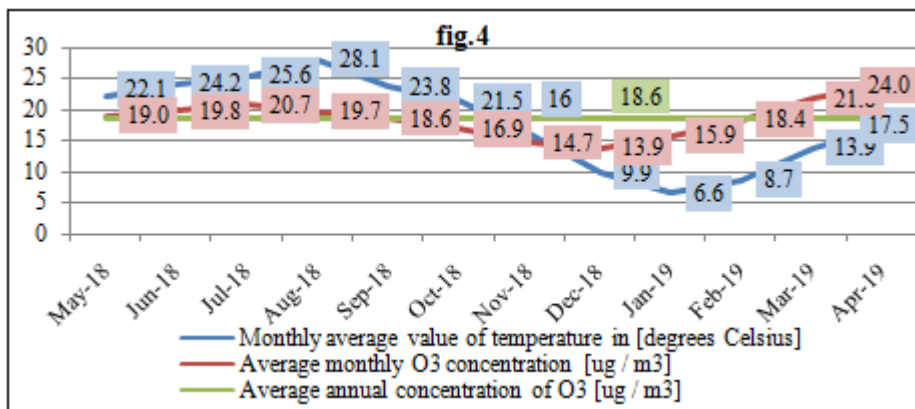 fig.4
30
25
20
15
10
5
0
22.1 24.2 25.6 28.1 23.8 21.5 16 9.9 6.6 8.7 13.9 17.5
19.0 19.8 20.7 19.7 18.6 16.9 14.7 13.9 15.9 18.4 24.0
18.6
May-18 Jun-18 Jul-18 Aug-18 Sep-18 Oct-18 Nov-18 Dec-18 Jan-19 Feb-19 Mar-19 Apr-19
Monthly average value of temperature in [degrees Celsius]
Average monthly O3 concentration [ug / m3]
Average annual concentration of O3 [ug / m3]